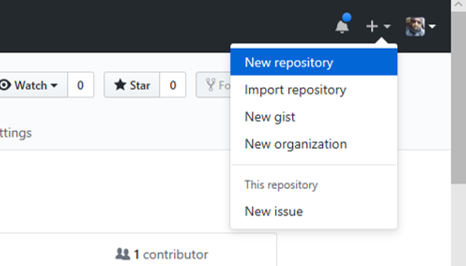 New repository
Watch 0 Star 0 Fo
Import repository
New gist
ttings
New organization
This repository
New issue
1 contributor